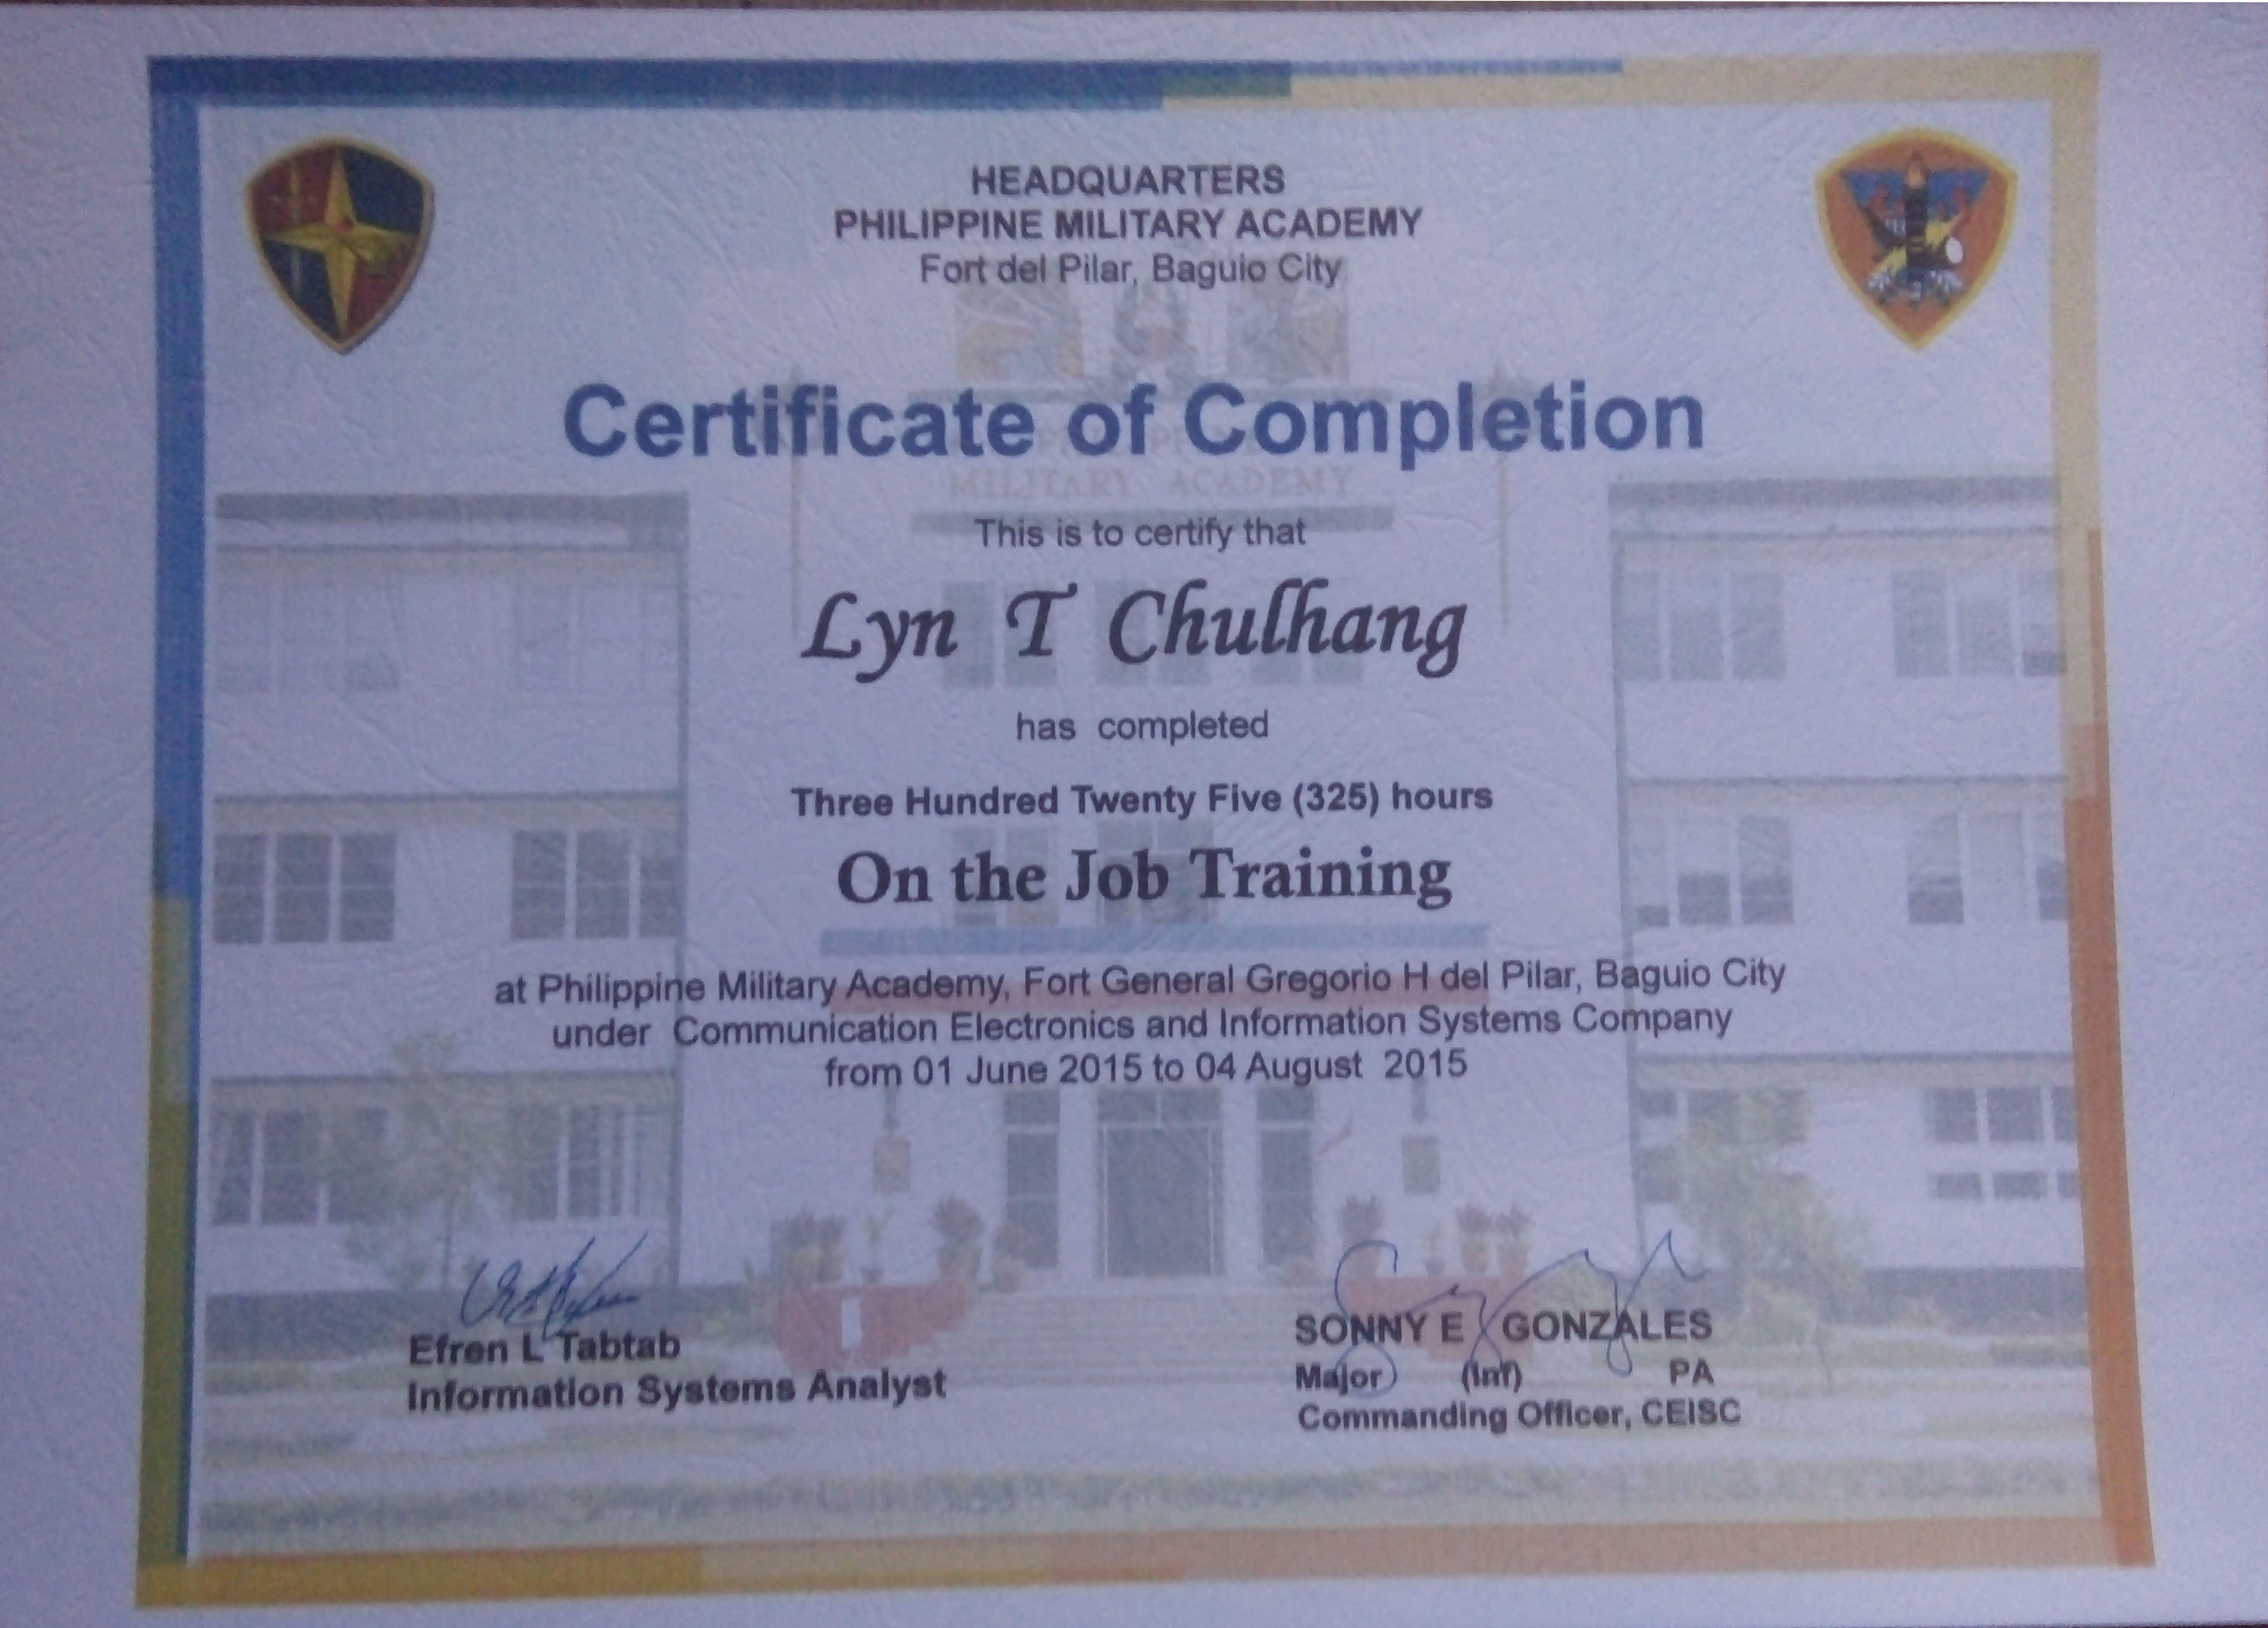 HEADQUARTERS
PHILIPPINE MILITARY ACADEMY
Fort del Pilar, Baguio City
Certificate of Completion
MILITARY ACADEMY
This is to certify that
Lyn T Chulhang
has completed
Three Hundred Twenty Five (325) hours
On the Job Training
at Philippine Military Academy, Fort General Gregorio H del Pilar, Baguio City
under Communication Electronics and Information Systems Company
from 01 June 2015 to 04 August 2015
Efren L Tabtab
Information Systems Analyst
SONNY E GONZALES
Major (Inf) PA
Commanding Officer, CEISC